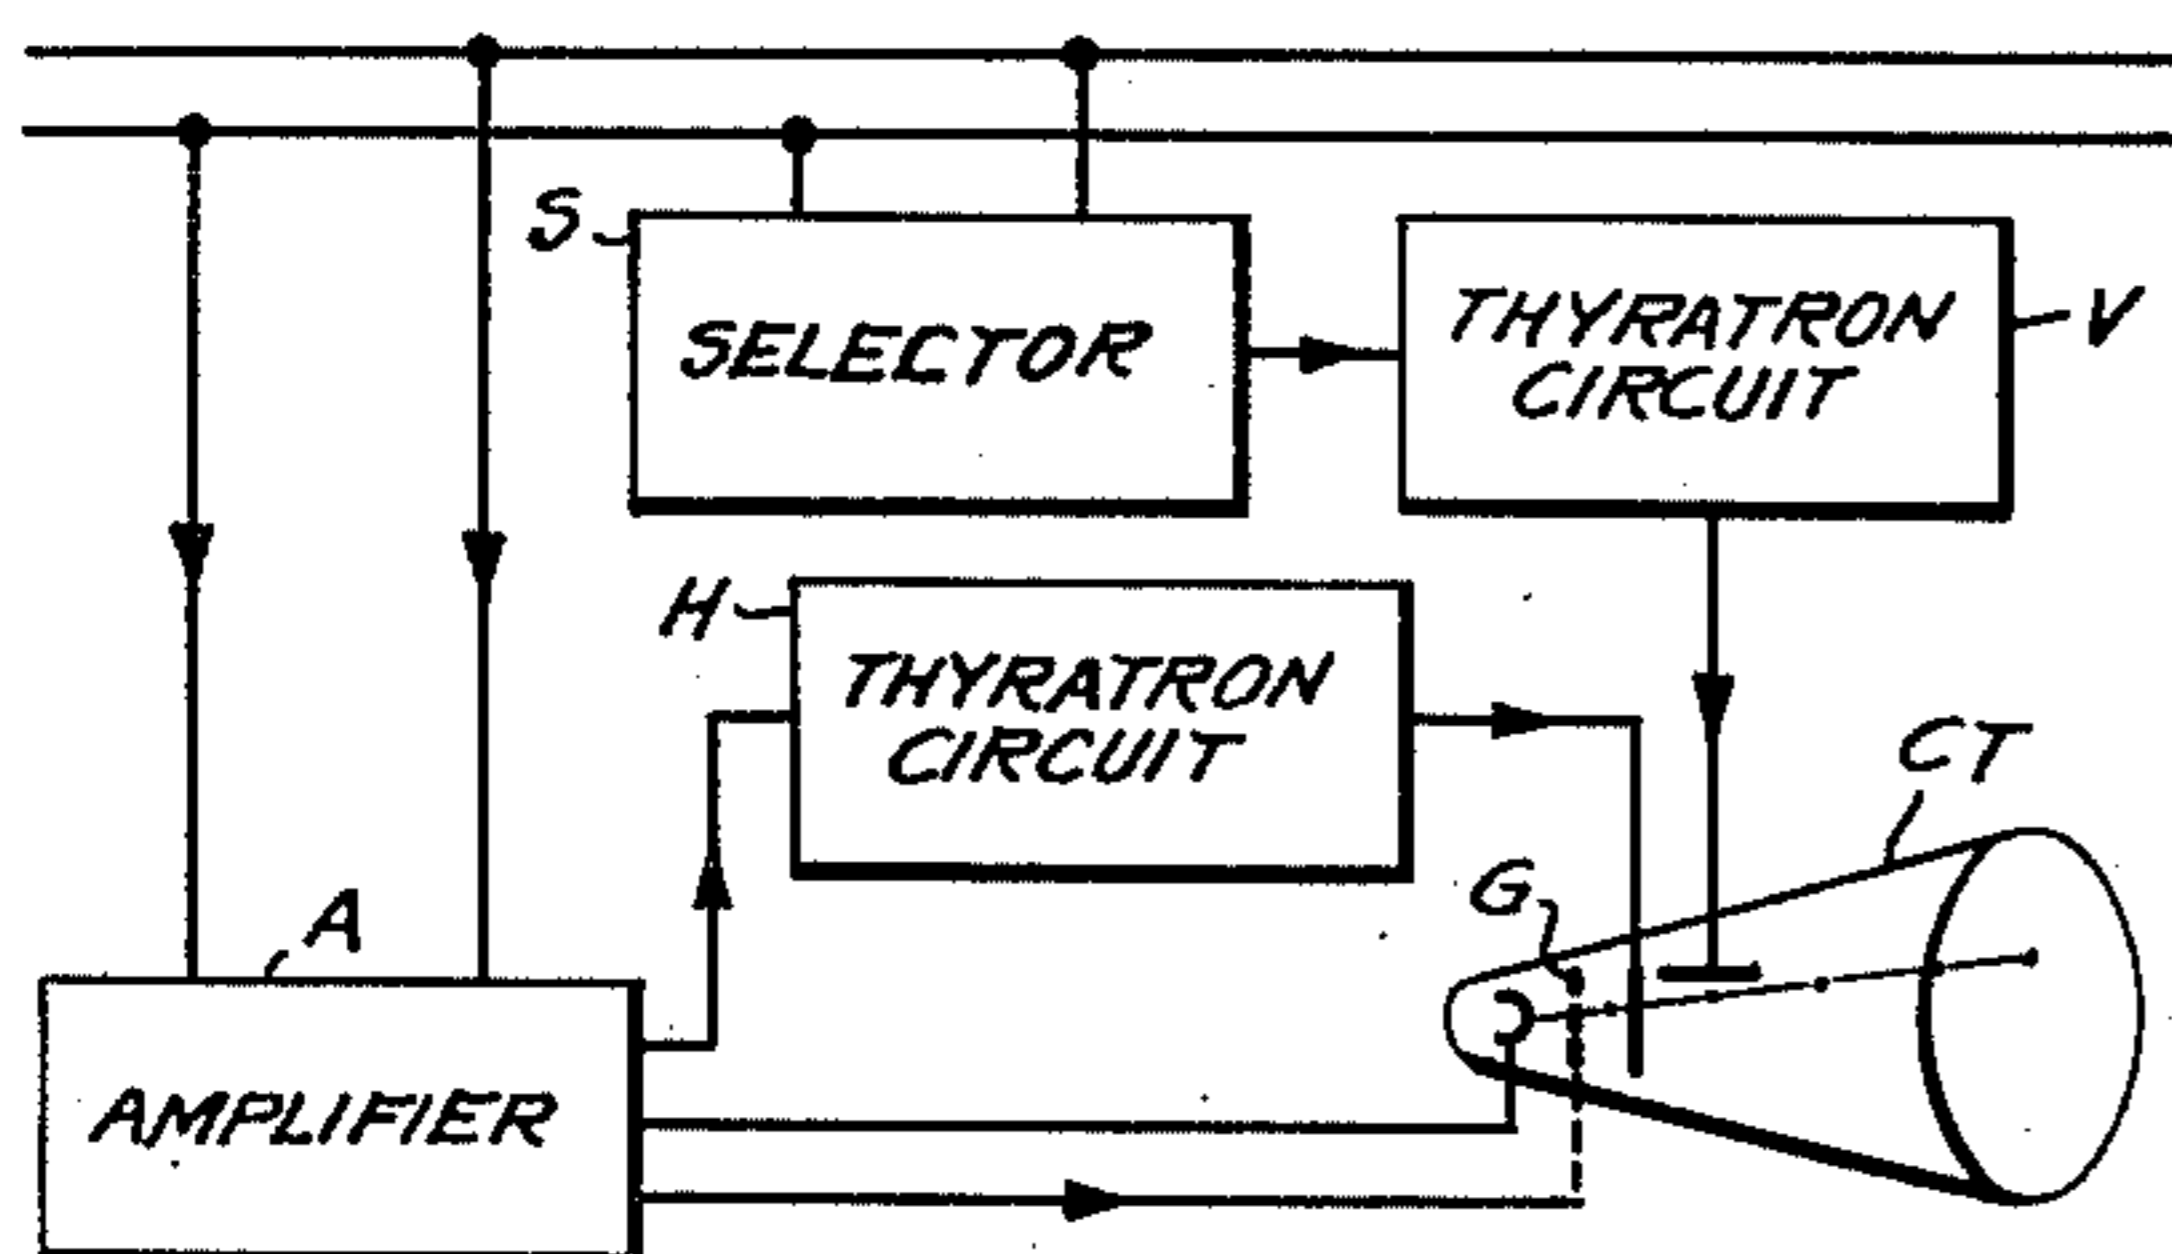 S
SELECTOR
THYRATRON
CIRCUIT
V
H
THYRATRON
CIRCUIT
CT
G
A
AMPLIFIER